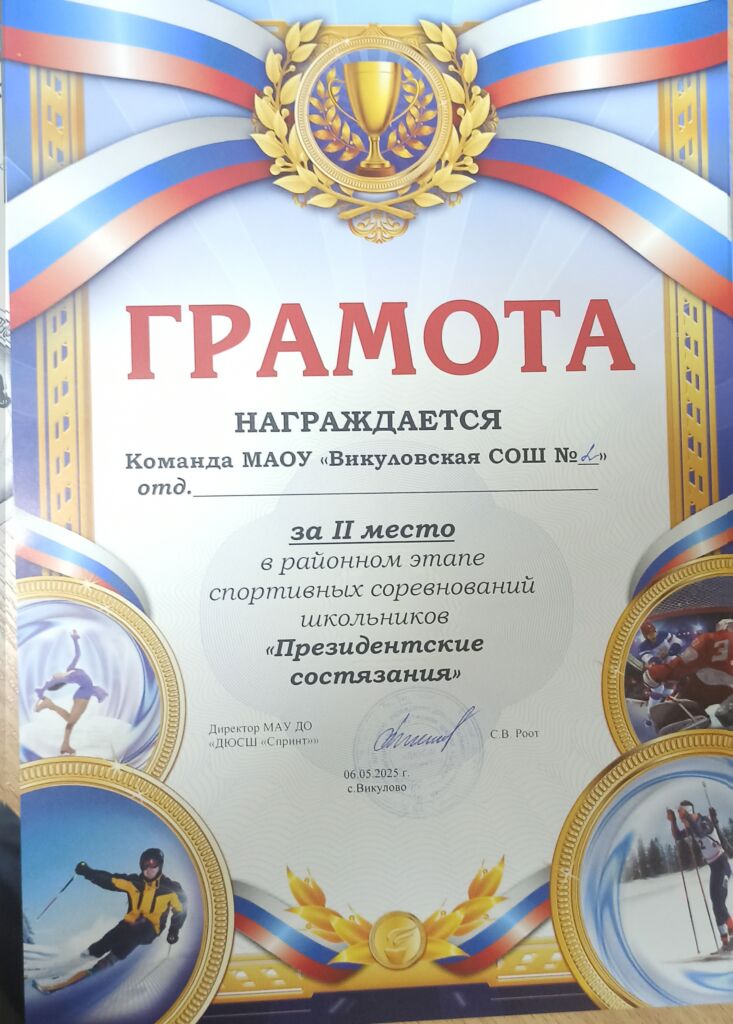 ГРАМОТА
НАГРАЖДАЕТСЯ
Команда МАОУ «Викуловская СОШ №2»
отд.
за II место
в районном этапе
спортивных соревнований
школьников
«Президентские
состязания»
Директор МАУ ДО
«ДЮСШ «Спринт»»
С.В. Роот
06.05.2025 г.
с.Викулово